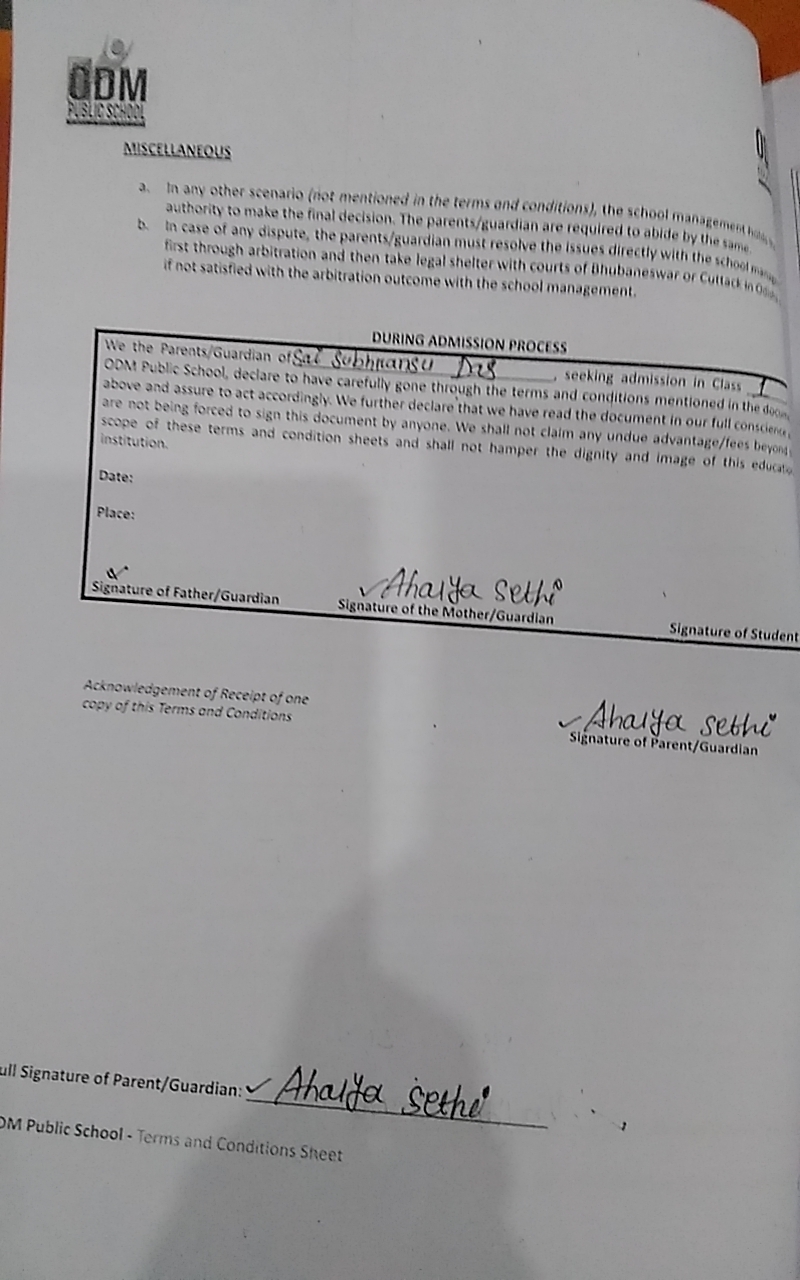 ODM
PUBLIC SCHOOL
MISCELLANEOUS
a. In any other scenario (not mentioned in the terms and conditions), the school management holds
authority to make the final decision. The parents/guardian are required to abide by the same.
b. In case of any dispute, the parents/guardian must resolve the issues directly with the school
first through arbitration and then take legal shelter with courts of Bhubaneswar or Cuttack in
if not satisfied with the arbitration outcome with the school management.
DURING ADMISSION PROCESS
We the Parents/Guardian of Sai Subhransu Das, seeking admission in Class I
ODM Public School, declare to have carefully gone through the terms and conditions mentioned in the
above and assure to act accordingly. We further declare that we have read the document in our full
are not being forced to sign this document by anyone. We shall not claim any undue advantage/fees beyond
scope of these terms and condition sheets and shall not hamper the dignity and image of this
institution.
Date:
Place:
Ahalya Sethi
Signature of Father/Guardian Signature of the Mother/Guardian Signature of Student
Acknowledgement of Receipt of one
copy of this Terms and Conditions
Ahalya Sethi
Signature of Parent/Guardian
ull Signature of Parent/Guardian: Ahalya Sethi
DM Public School - Terms and Conditions Sheet